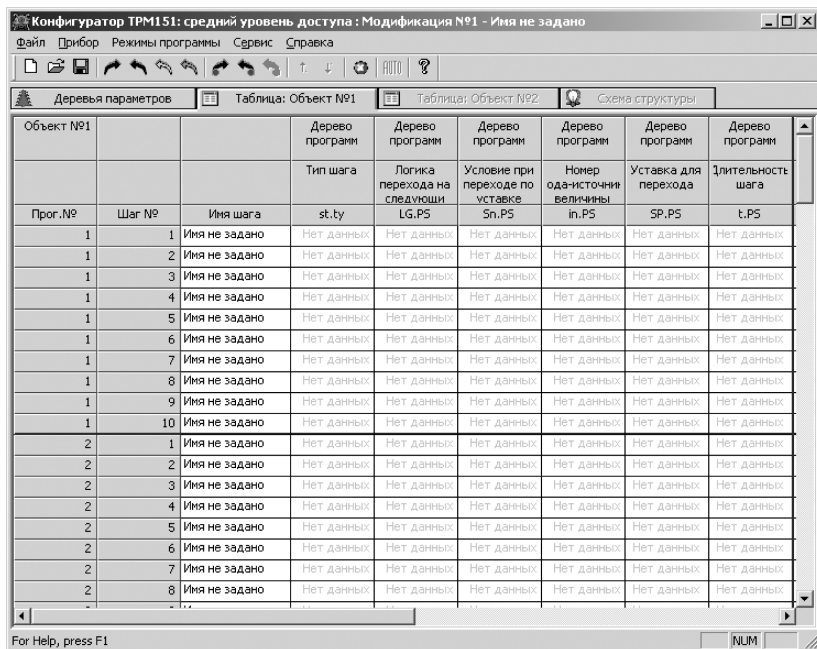 Конфигуратор ТРМ151: средний уровень доступа : Модификация №1 - Имя не задано
Файл Прибор Режимы программы Сервис Справка
AUTO
Деревья параметров Таблица: Объект №1 Таблица: Объект №2 Схема структуры
Объект №1 Дерево программ Дерево программ Дерево программ Дерево программ Дерево программ Дерево программ
Тип шага Логика перехода на следующи Условие при переходе по уставке Номер ода-источник величины Уставка для перехода Длительность шага
Прог.№ Шаг № Имя шага st.ty LG.PS Sn.PS in.PS SP.PS t.PS
1 1 Имя не задано Нет данных Нет данных Нет данных Нет данных Нет данных Нет данных
1 2 Имя не задано Нет данных Нет данных Нет данных Нет данных Нет данных Нет данных
1 3 Имя не задано Нет данных Нет данных Нет данных Нет данных Нет данных Нет данных
1 4 Имя не задано Нет данных Нет данных Нет данных Нет данных Нет данных Нет данных
1 5 Имя не задано Нет данных Нет данных Нет данных Нет данных Нет данных Нет данных
1 6 Имя не задано Нет данных Нет данных Нет данных Нет данных Нет данных Нет данных
1 7 Имя не задано Нет данных Нет данных Нет данных Нет данных Нет данных Нет данных
1 8 Имя не задано Нет данных Нет данных Нет данных Нет данных Нет данных Нет данных
1 9 Имя не задано Нет данных Нет данных Нет данных Нет данных Нет данных Нет данных
1 10 Имя не задано Нет данных Нет данных Нет данных Нет данных Нет данных Нет данных
2 1 Имя не задано Нет данных Нет данных Нет данных Нет данных Нет данных Нет данных
2 2 Имя не задано Нет данных Нет данных Нет данных Нет данных Нет данных Нет данных
2 3 Имя не задано Нет данных Нет данных Нет данных Нет данных Нет данных Нет данных
2 4 Имя не задано Нет данных Нет данных Нет данных Нет данных Нет данных Нет данных
2 5 Имя не задано Нет данных Нет данных Нет данных Нет данных Нет данных Нет данных
2 6 Имя не задано Нет данных Нет данных Нет данных Нет данных Нет данных Нет данных
2 7 Имя не задано Нет данных Нет данных Нет данных Нет данных Нет данных Нет данных
2 8 Имя не задано Нет данных Нет данных Нет данных Нет данных Нет данных Нет данных
For Help, press F1 NUM